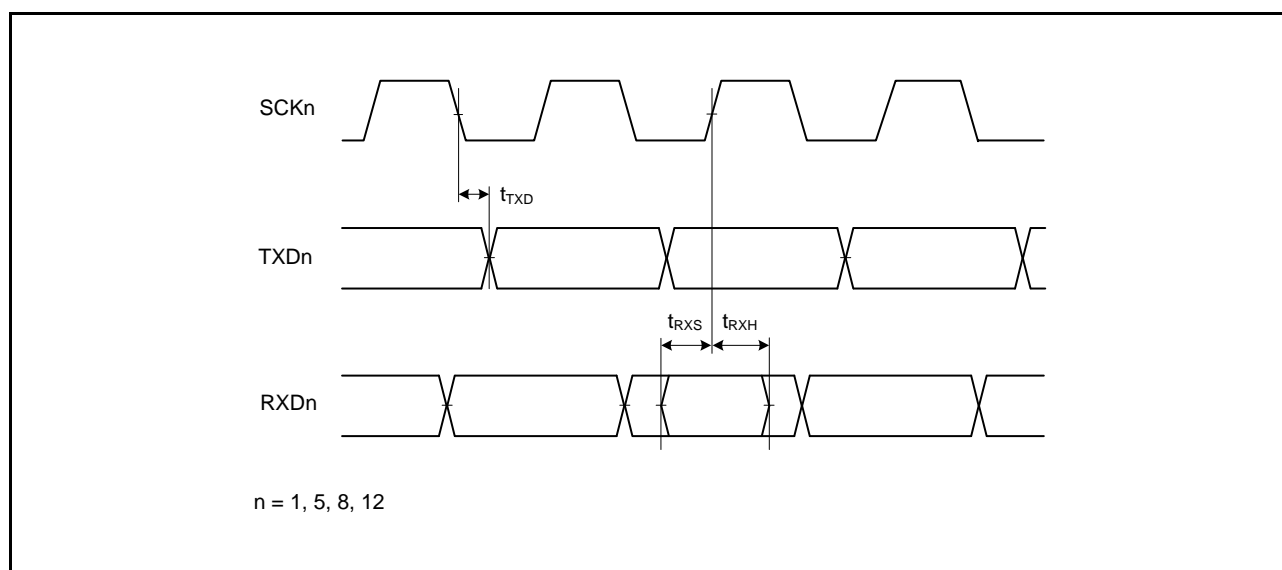 SCKn
tTXD
TXDn
tRXS tRXH
RXDn
n = 1, 5, 8, 12